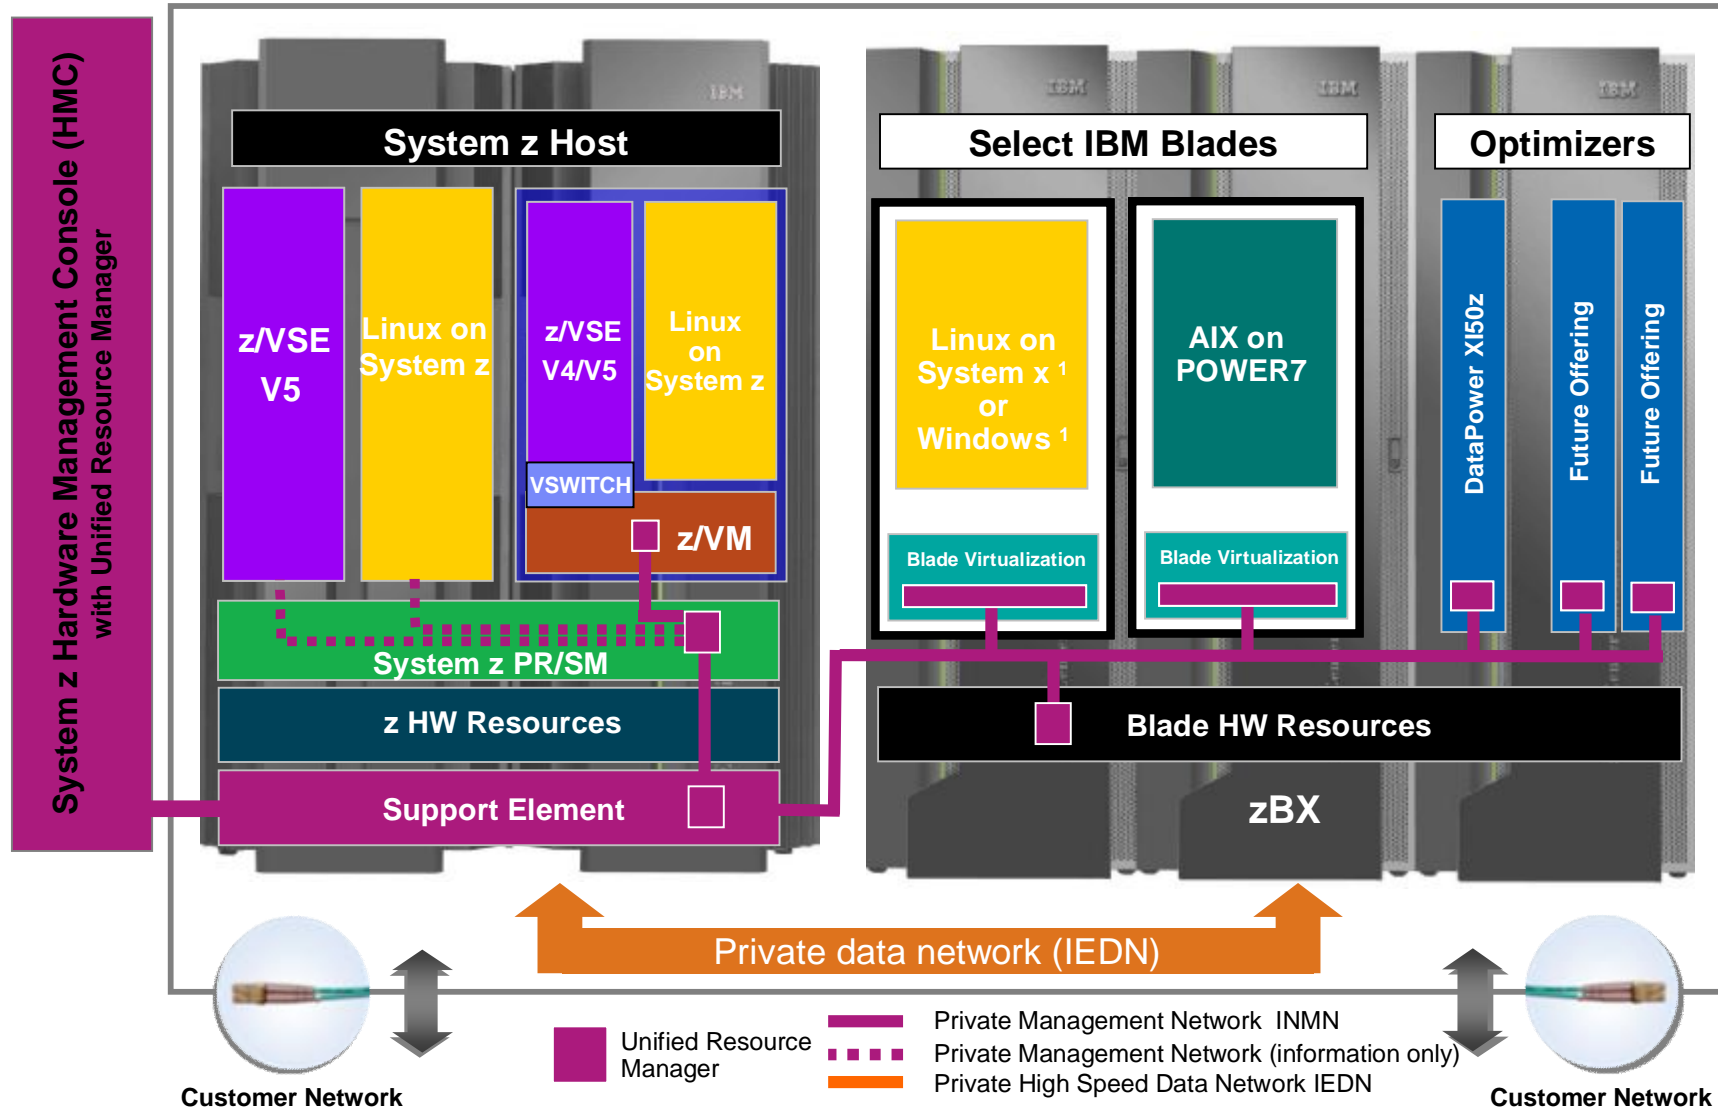 System z Hardware Management Console (HMC)
with Unified Resource Manager
IBM
System z Host
z/VSE
V5
Linux on
System z
z/VSE
V4/V5
Linux
on
System z
VSWITCH
z/VM
System z PR/SM
z HW Resources
Support Element
IBM
IBM
IBM
Select IBM Blades
Optimizers
Linux on
System x 1
or
Windows 1
AIX on
POWER7
Blade Virtualization
Blade Virtualization
DataPower XI50z
Future Offering
Future Offering
Blade HW Resources
zBX
Private data network (IEDN)
Customer Network
Unified Resource
Manager
Private Management Network INMN
Private Management Network (information only)
Private High Speed Data Network IEDN
Customer Network